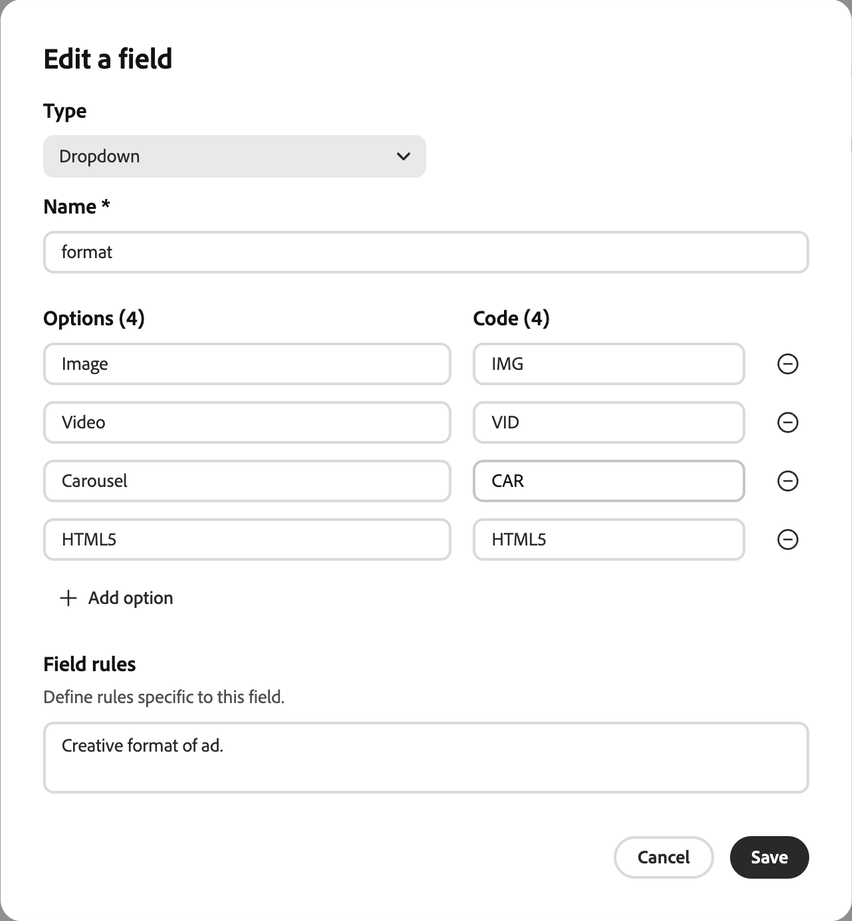 Edit a field
Type
Dropdown
Name *
format
Options (4) Code (4)
Image IMG
Video VID
Carousel CAR
HTML5 HTML5
Add option
Field rules
Define rules specific to this field.
Creative format of ad.
Cancel Save